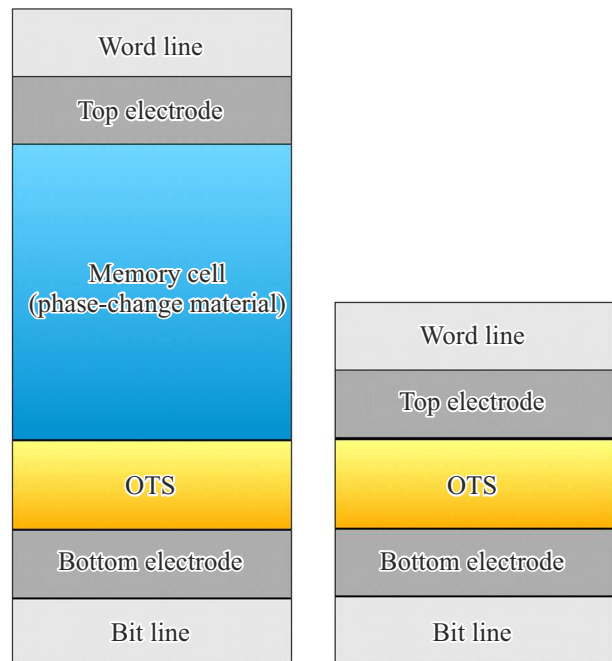 Word line
Top electrode
Memory cell
(phase-change material)
OTS
Bottom electrode
Bit line
Word line
Top electrode
OTS
Bottom electrode
Bit line